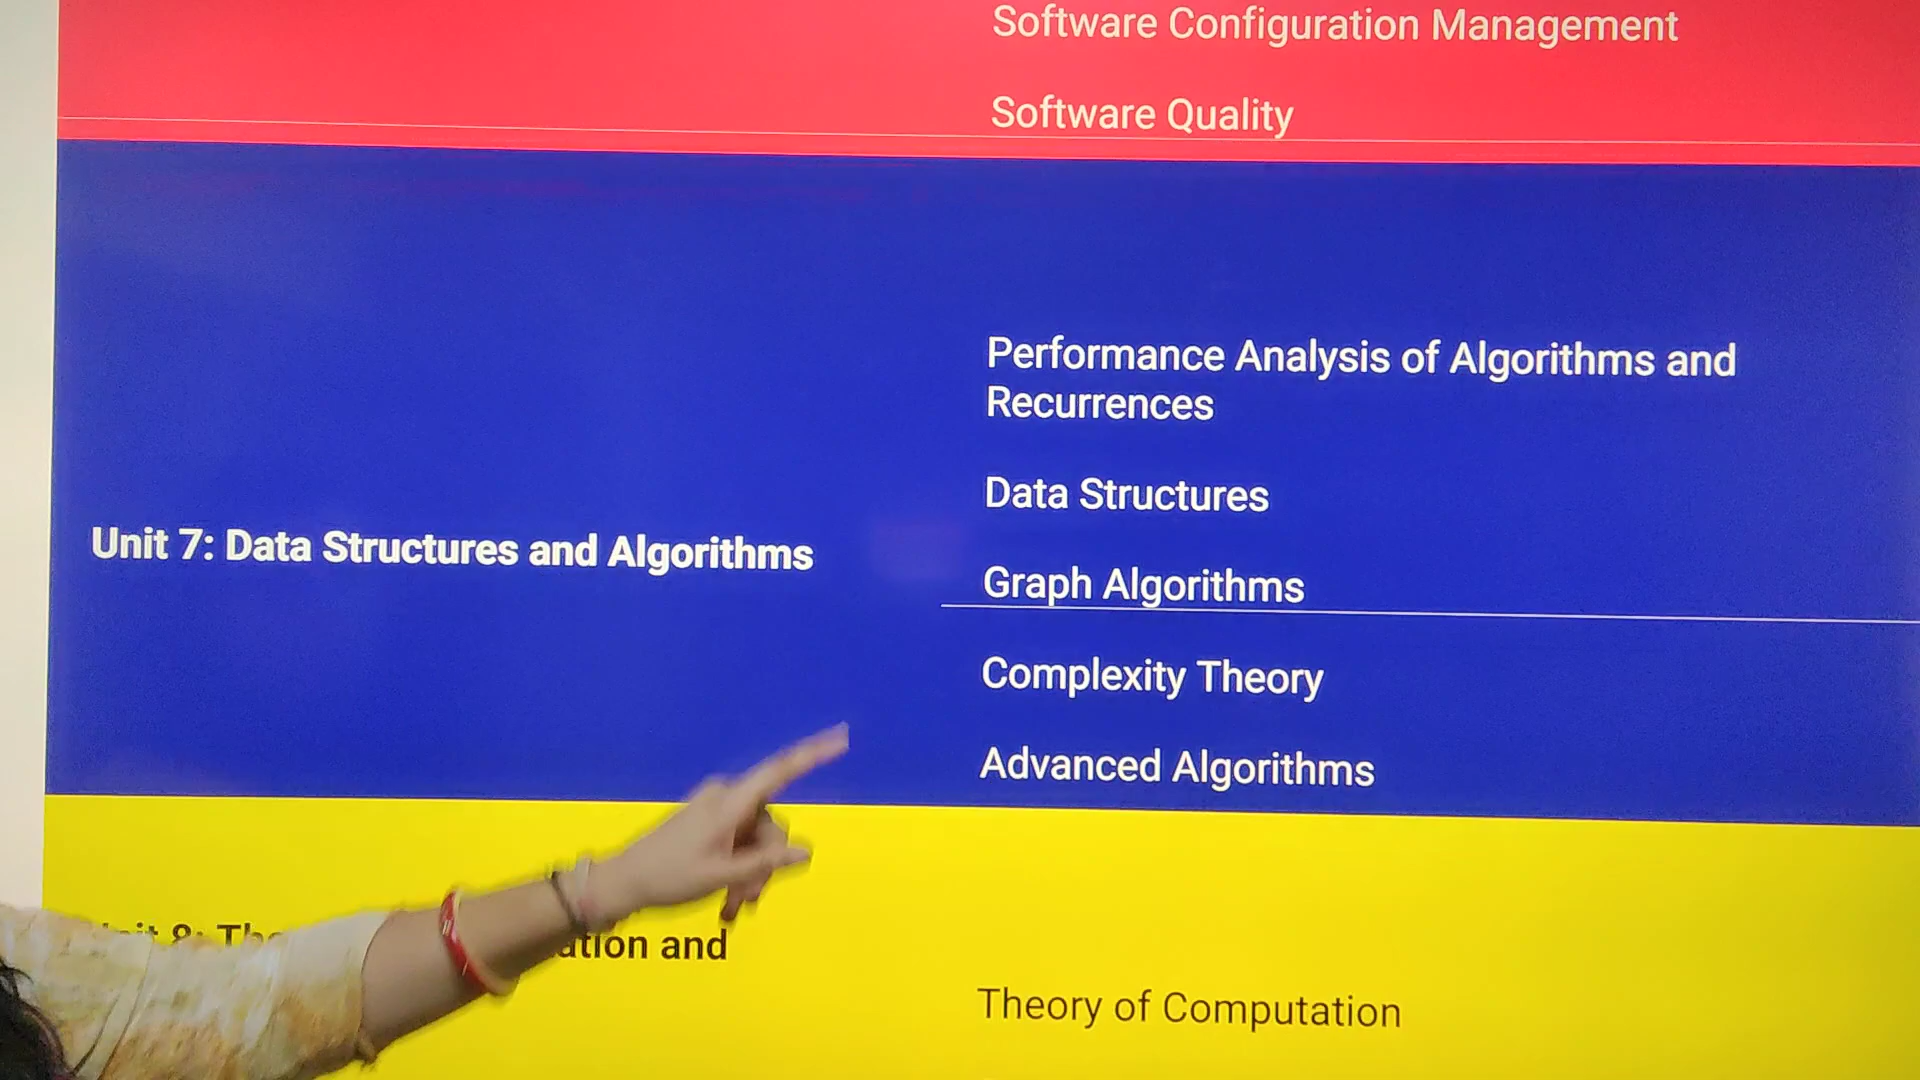 Software Configuration Management
Software Quality
Unit 7: Data Structures and Algorithms
Performance Analysis of Algorithms and
Recurrences
Data Structures
Graph Algorithms
Complexity Theory
Advanced Algorithms
8: and
Theory of Computation